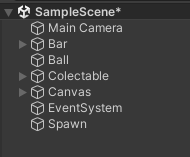 SampleScene*
Main Camera
Bar
Ball
Colectable
Canvas
EventSystem
Spawn